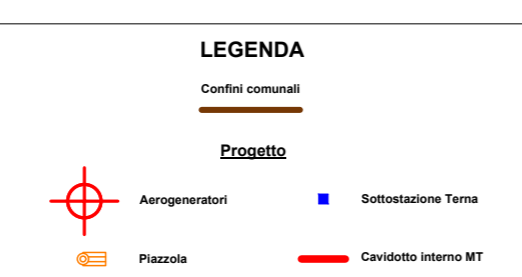 LEGENDA
Confini comunali
Progetto
Aerogeneratori
Sottostazione Terna
Piazzola
Cavidotto interno MT